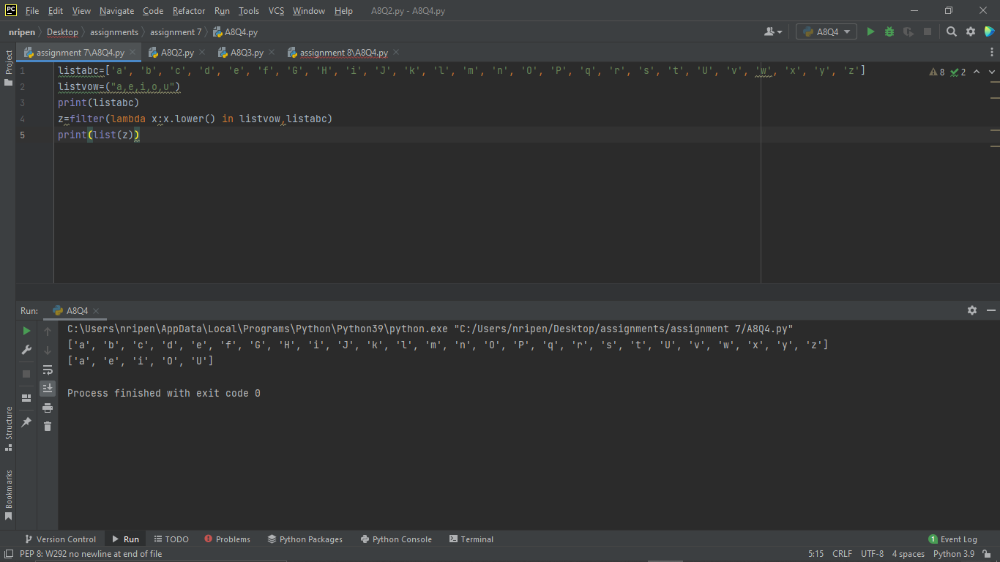 PC File Edit View Navigate Code Refactor Run Tools VCS Window Help A8Q2.py - A8Q4.py
nripen Desktop assignments assignment 7 A8Q4.py A8Q4
Project
assignment 7\A8Q4.py A8Q2.py A8Q3.py assignment 8\A8Q4.py
1 listabc=['a', 'b', 'c', 'd', 'e', 'f', 'G', 'H', 'i', 'J', 'k', 'l', 'm', 'n', 'O', 'P', 'q', 'r', 's', 't', 'U', 'v', 'w', 'x', 'y', 'z'] 8 2
2 listvow=("a,e,i,o,u")
3 print(listabc)
4 z=filter(lambda x:x.lower() in listvow,listabc)
5 print(list(z))
Run: A8Q4
C:\Users\nripen\AppData\Local\Programs\Python\Python39\python.exe "C:/Users/nripen/Desktop/assignments/assignment 7/A8Q4.py"
['a', 'b', 'c', 'd', 'e', 'f', 'G', 'H', 'i', 'J', 'k', 'l', 'm', 'n', 'O', 'P', 'q', 'r', 's', 't', 'U', 'v', 'w', 'x', 'y', 'z']
['a', 'e', 'i', 'O', 'U']
Process finished with exit code 0
Structure
Bookmarks
Version Control Run TODO Problems Python Packages Python Console Terminal 1 Event Log
PEP 8: W292 no newline at end of file 5:15 CRLF UTF-8 4 spaces Python 3.9